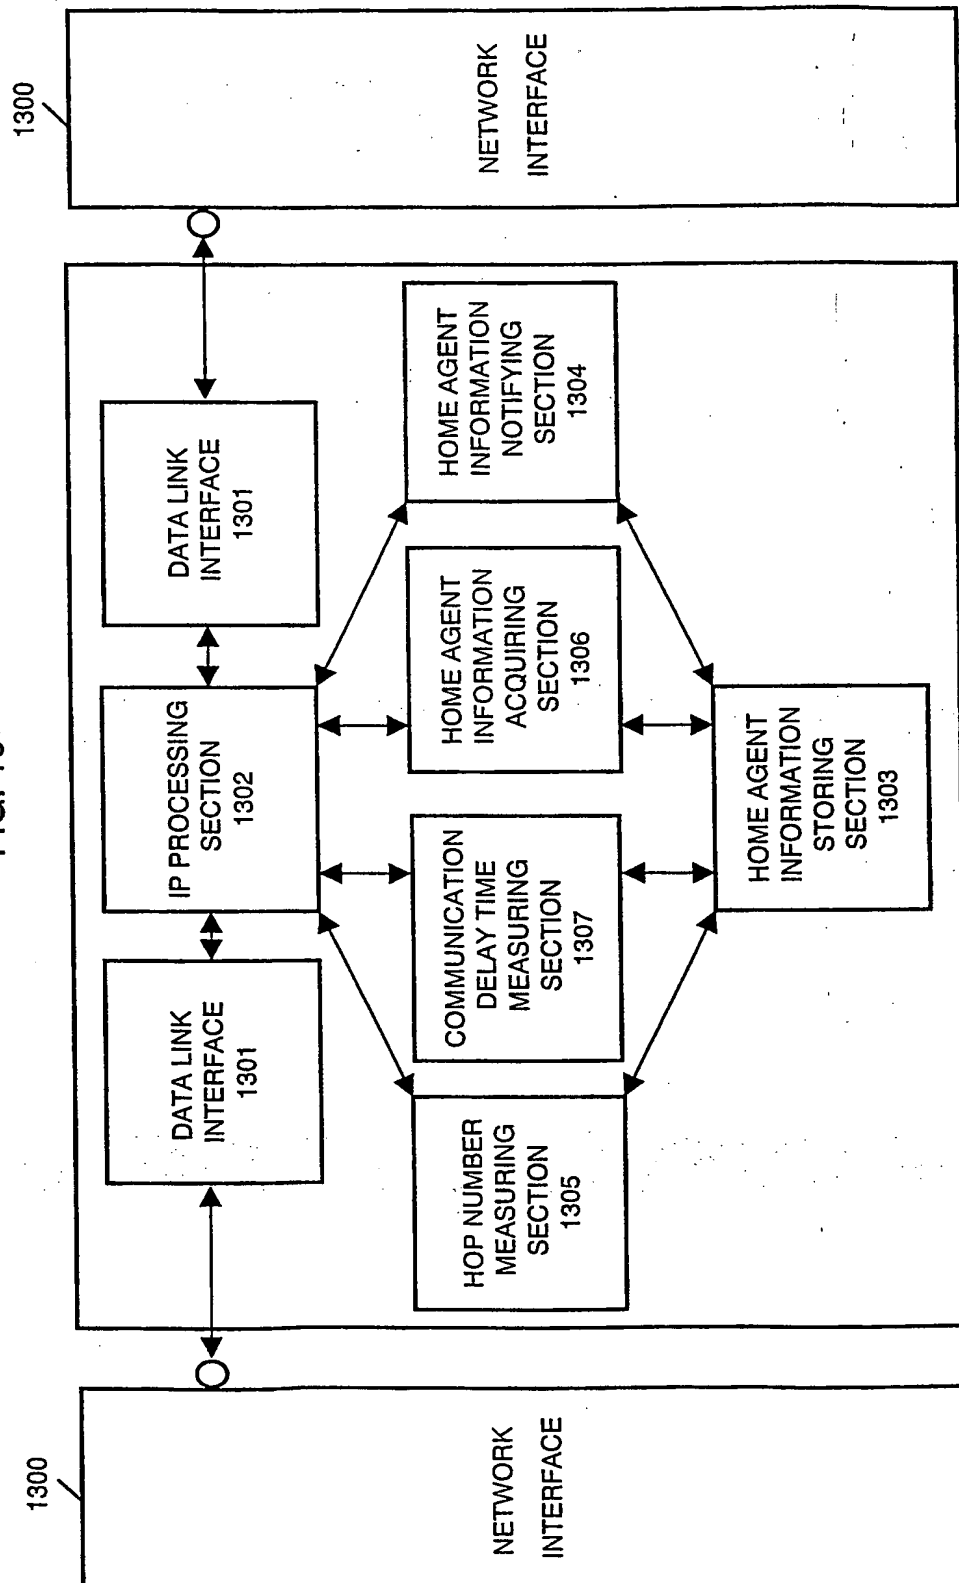 1300
1300
DATA LINK
INTERFACE
1301
IP PROCESSING
SECTION
1302
DATA LINK
INTERFACE
1301
NETWORK
INTERFACE
HOP NUMBER
MEASURING
SECTION
1305
COMMUNICATION
DELAY TIME
MEASURING
SECTION
1307
HOME AGENT
INFORMATION
ACQUIRING
SECTION
1306
HOME AGENT
INFORMATION
NOTIFYING
SECTION
1304
NETWORK
INTERFACE
HOME AGENT
INFORMATION
STORING
SECTION
1303